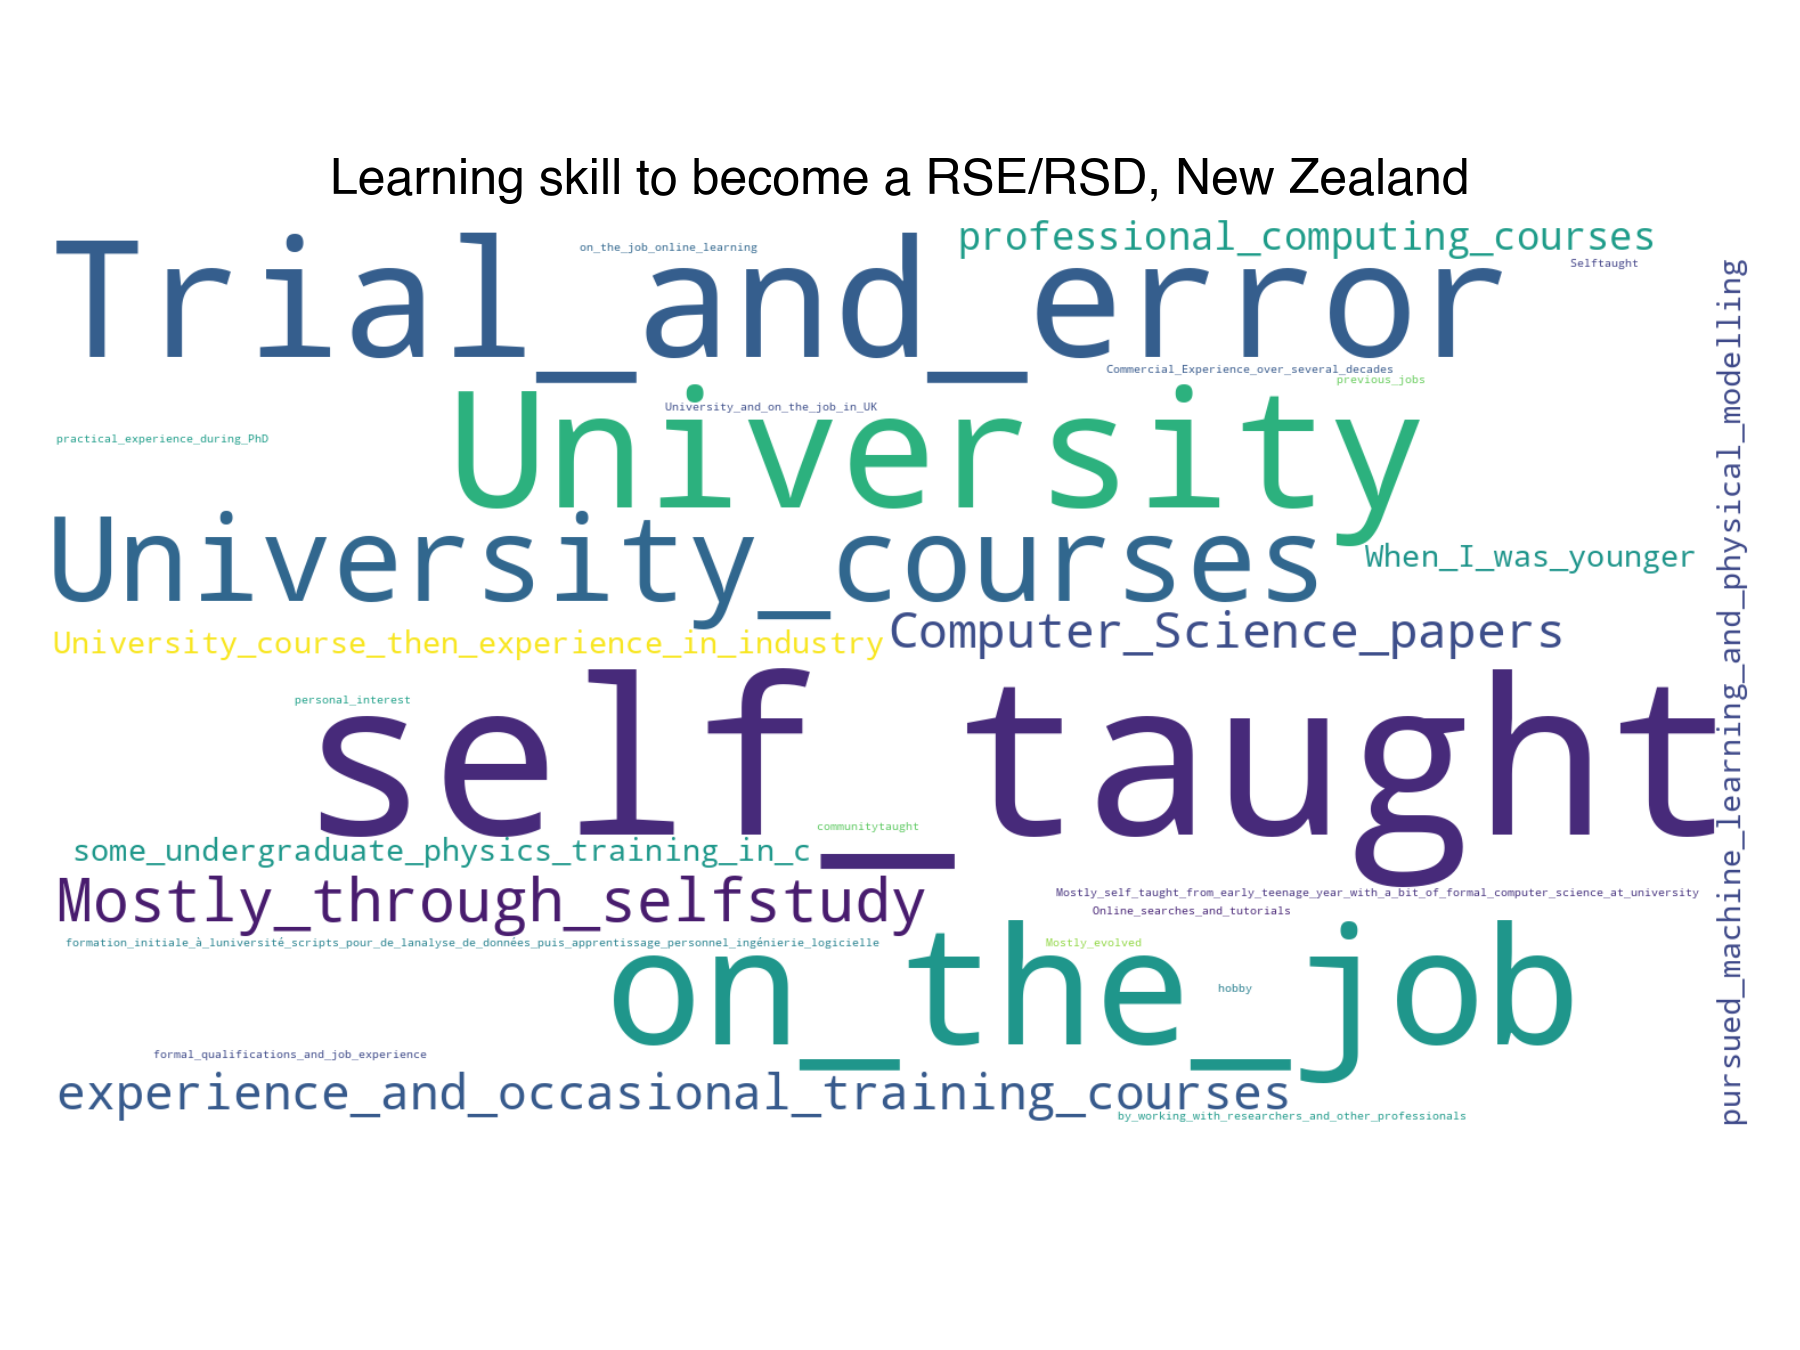 Learning skill to become a RSE/RSD, New Zealand
professional_computing_courses
on_the_job_online_learning
Selftaught
Trial_and_error
Commercial_Experience_over_several_decades
previous_jobs
University_and_on_the_job_in_UK
practical_experience_during_PhD
University
University_courses
When_I_was_younger
Computer_Science_papers
University_course_then_experience_in_industry
pursued_machine_learning_and_physical_modelling
personal_interest
self_taught
communitytaught
some_undergraduate_physics_training_in_c
Mostly_through_selfstudy
Mostly_self_taught_from_early_teenage_year_with_a_bit_of_formal_computer_science_at_university
Online_searches_and_tutorials
formation_initiale_à_luniversité_scripts_pour_de_lanalyse_de_données_puis_apprentissage_personnel_ingénierie_logicielle
Mostly_evolved
on_the_job
hobby
formal_qualifications_and_job_experience
experience_and_occasional_training_courses
by_working_with_researchers_and_other_professionals